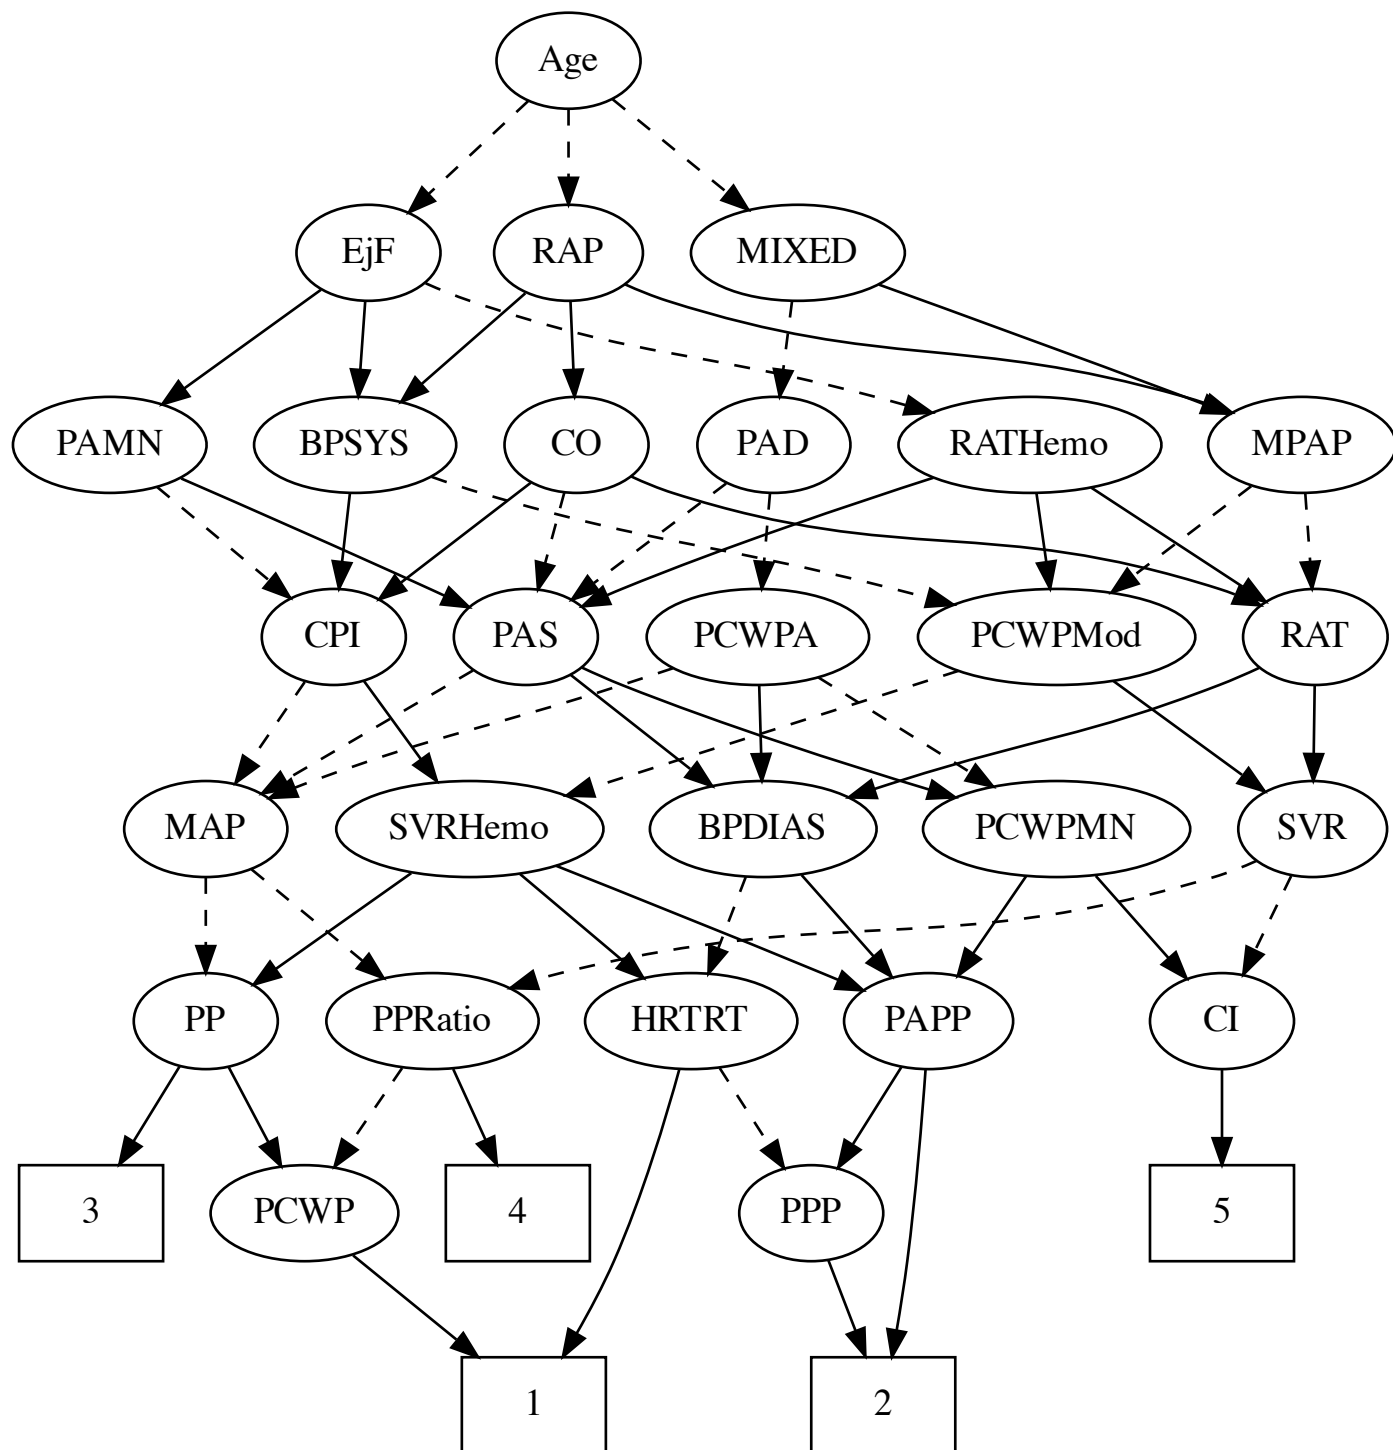 Age
EjF
RAP
MIXED
PAMN
BPSYS
CO
PAD
RATHemo
MPAP
CPI
PAS
PCWPA
PCWPMod
RAT
MAP
SVRHemo
BPDIAS
PCWPMN
SVR
PP
PPRatio
HRTRT
PAPP
CI
3
PCWP
4
PPP
5
1
2